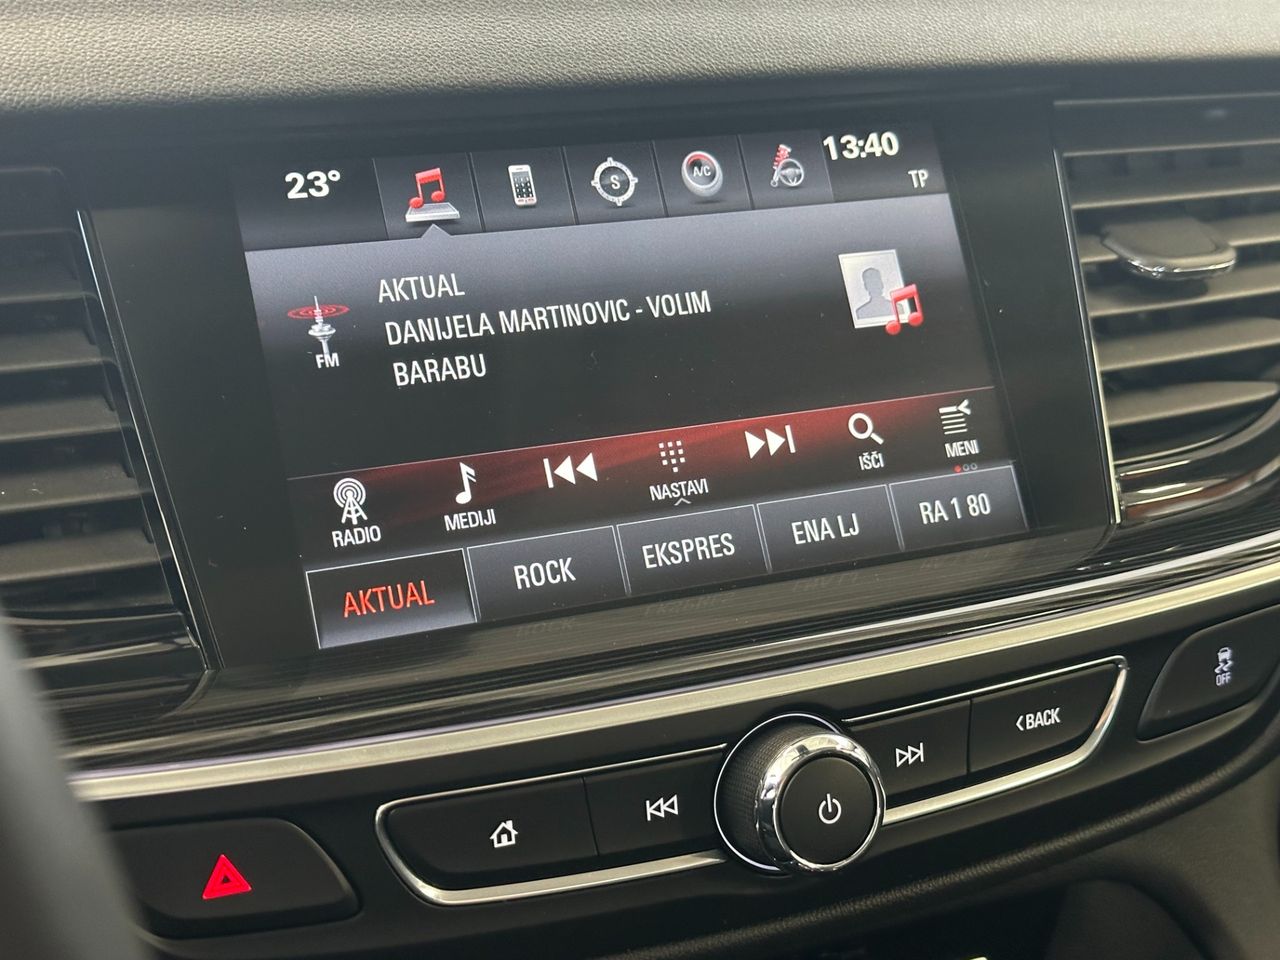 23°
S
A/C
13:40
TP
FM
AKTUAL
DANIJELA MARTINOVIC - VOLIM
BARABU
RADIO
MEDIJI
NASTAVI
IŠČI
MENI
AKTUAL
ROCK
EKSPRES
ENA LJ
RA 1 80
OFF
<BACK